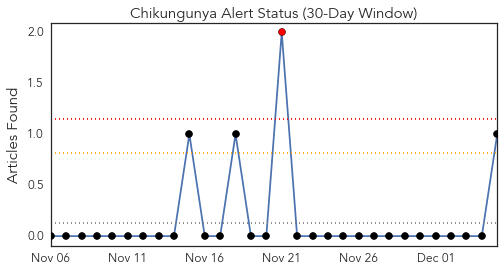 Chikungunya Alert Status (30-Day Window)
Articles Found
2.0
1.5
1.0
0.5
0.0
Nov 06 Nov 11 Nov 16 Nov 21 Nov 26 Dec 01